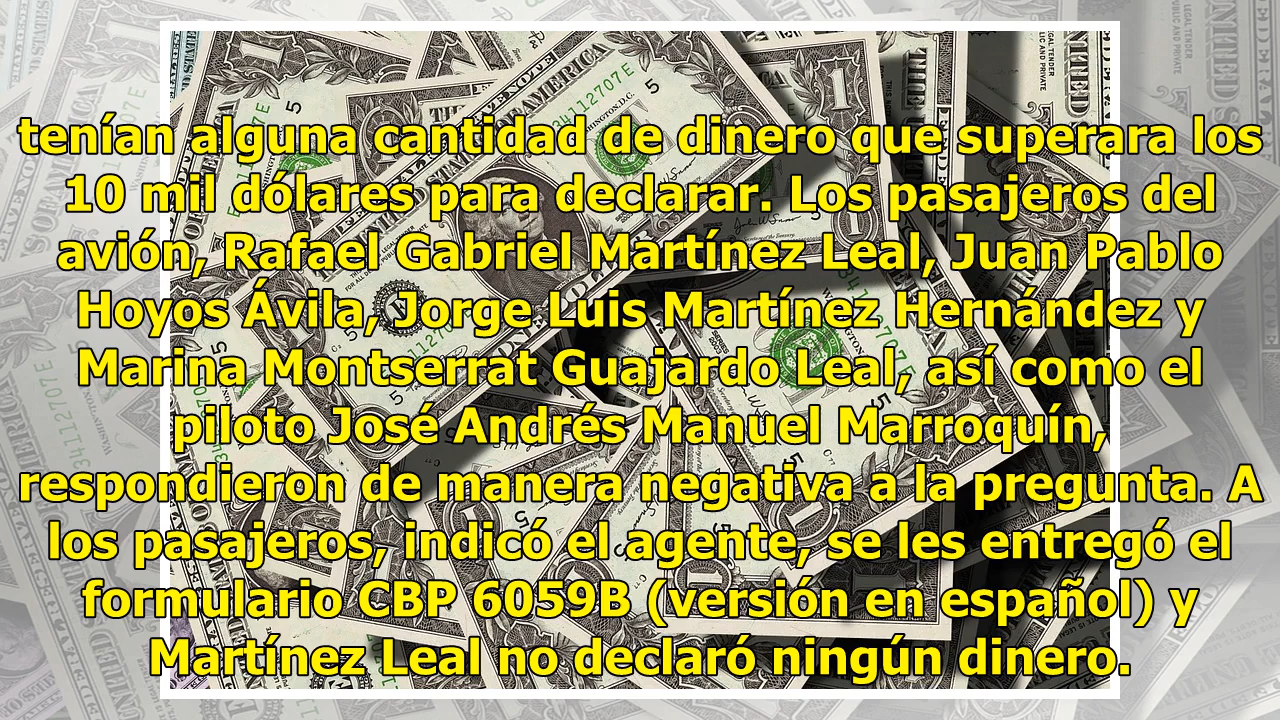 tenían alguna cantidad de dinero que superara los
10 mil dólares para declarar. Los pasajeros del
avión, Rafael Gabriel Martínez Leal, Juan Pablo
Hoyos Ávila, Jorge Luis Martínez Hernández y
Marina Montserrat Guajardo Leal, así como el
piloto José Andrés Manuel Marroquín,
respondieron de manera negativa a la pregunta. A
los pasajeros, indicó el agente, se les entregó el
formulario CBP 6059B (versión en español) y
Martínez Leal no declaró ningún dinero.